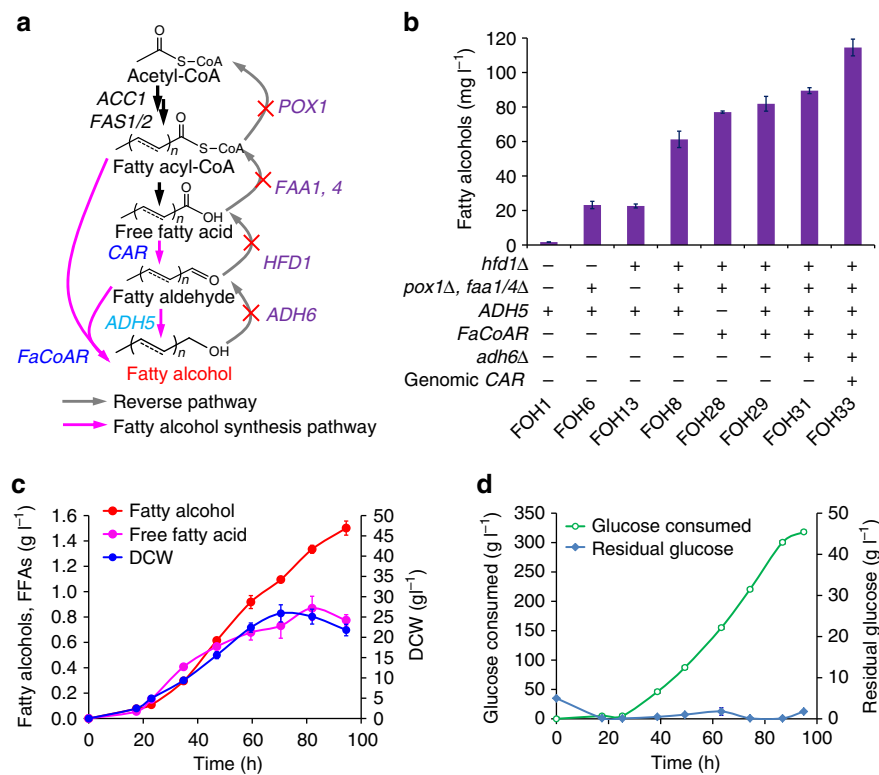 a
O
S–CoA
Acetyl-CoA
ACC1
FAS1/2
POX1
O
S–CoA
n
Fatty acyl-CoA
FAA1, 4
O
OH
n
Free fatty acid
CAR
HFD1
O
n
Fatty aldehyde
ADH5
ADH6
OH
n
FaCoAR
Fatty alcohol
Reverse pathway
Fatty alcohol synthesis pathway
b
Fatty alcohols (mg l⁻¹)
120
100
80
60
40
20
0
hfd1Δ – – + + + + + +
pox1Δ, faa1/4Δ – + – + + + + +
ADH5 + + + + – + + +
FaCoAR – – – – + + + +
adh6Δ – – – – – – + +
Genomic CAR – – – – – – – +
FOH1 FOH6 FOH13 FOH8 FOH28 FOH29 FOH31 FOH33
c
Fatty alcohol
Free fatty acid
DCW
Fatty alcohols, FFAs (g l⁻¹)
1.6
1.4
1.2
1.0
0.8
0.6
0.4
0.2
0.0
50
45
40
35
30
25
20
15
10
5
0
DCW (gl⁻¹)
0 20 40 60 80 100
Time (h)
d
Glucose consumed
Residual glucose
Glucose consumed (g l⁻¹)
350
300
250
200
150
100
50
0
50
40
30
20
10
0
Residual glucose (g l⁻¹)
0 20 40 60 80 100
Time (h)